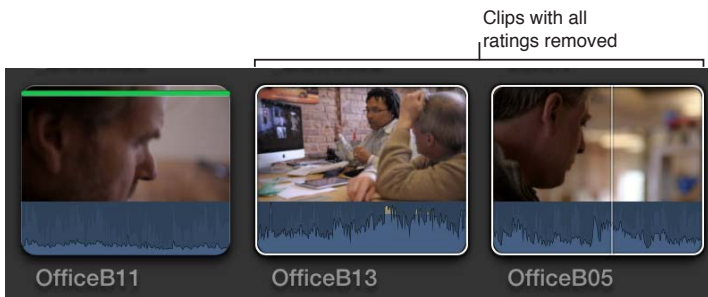 Clips with all
ratings removed
OfficeB11
OfficeB13
OfficeB05